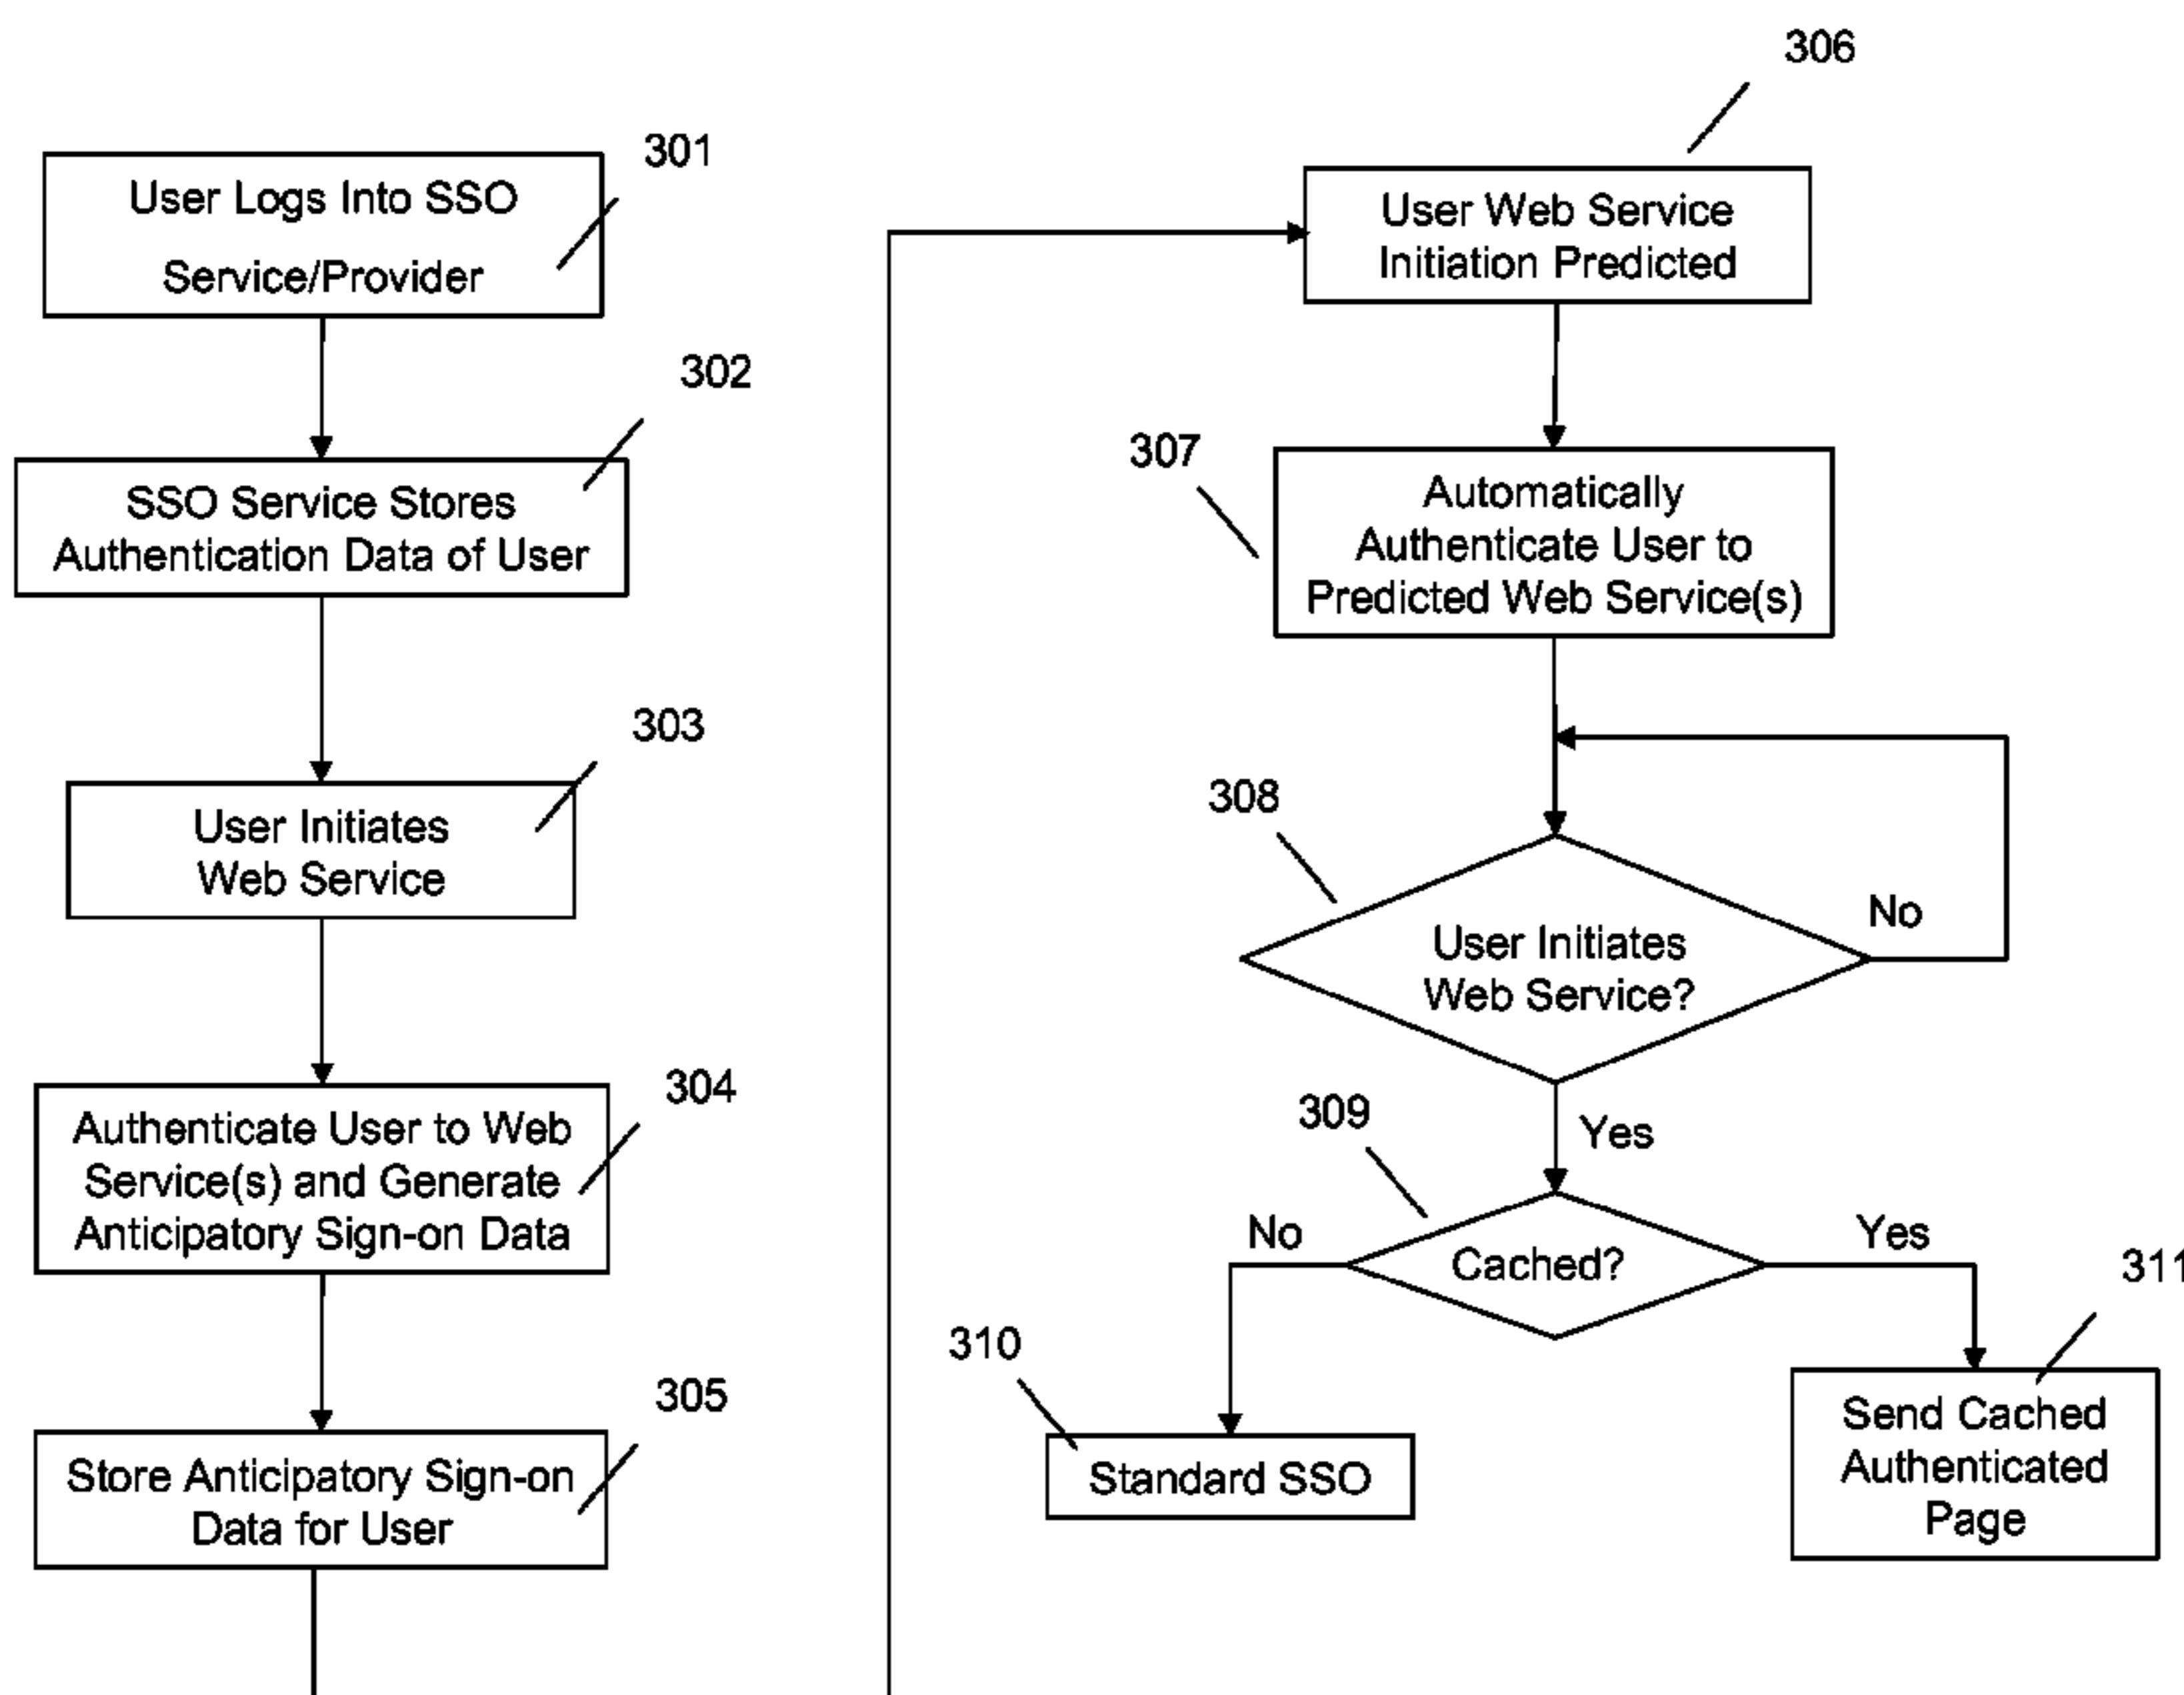 301
User Logs Into SSO
Service/Provider
302
SSO Service Stores
Authentication Data of User
303
User Initiates
Web Service
304
Authenticate User to Web
Service(s) and Generate
Anticipatory Sign-on Data
305
Store Anticipatory Sign-on
Data for User
306
User Web Service
Initiation Predicted
307
Automatically
Authenticate User to
Predicted Web Service(s)
308
User Initiates
Web Service?
No
Yes
309
Cached?
No
Yes
310
Standard SSO
311
Send Cached
Authenticated
Page